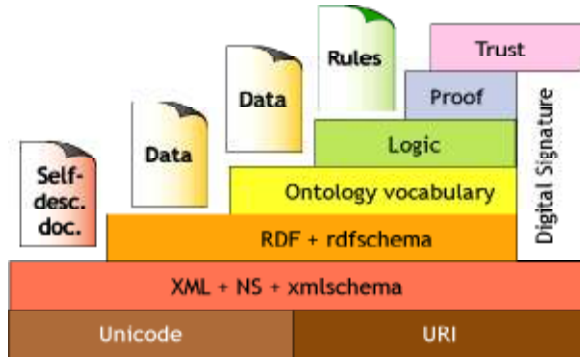 Rules
Trust
Data
Proof
Data
Logic
Self-
desc.
doc.
Ontology vocabulary
Digital Signature
RDF + rdfschema
XML + NS + xmlschema
Unicode
URI